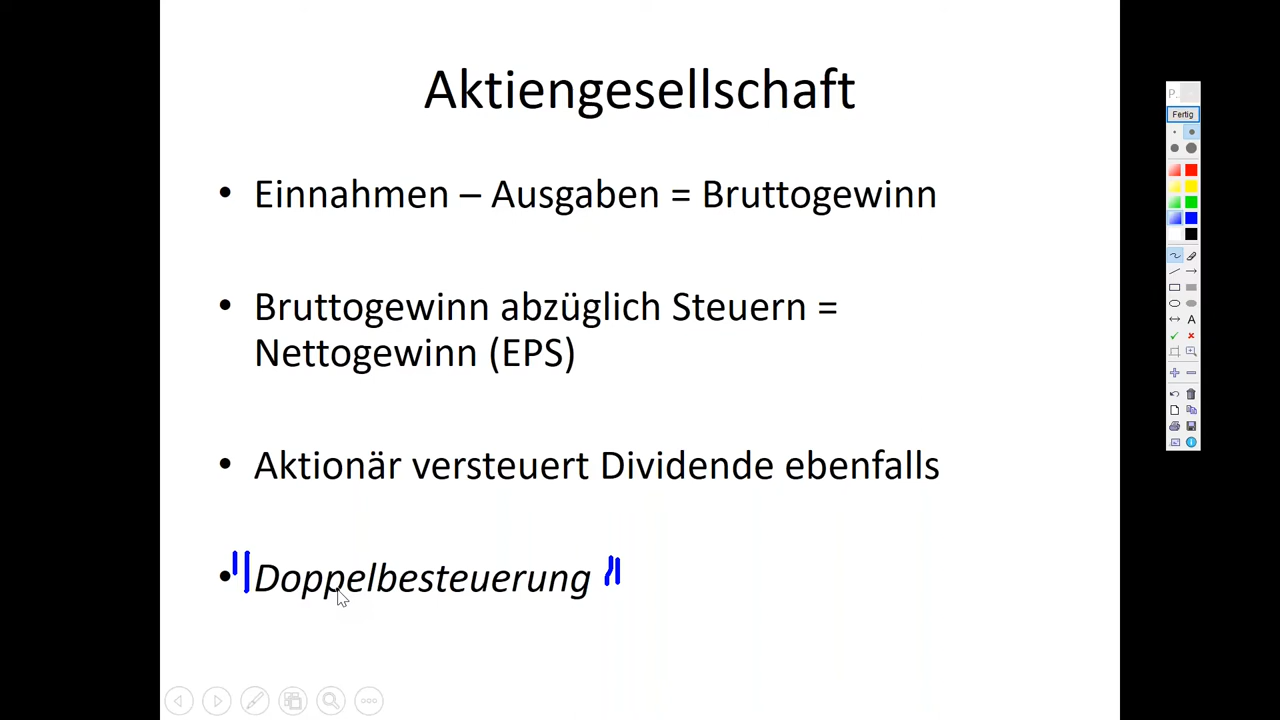 Aktiengesellschaft
• Einnahmen – Ausgaben = Bruttogewinn
• Bruttogewinn abzüglich Steuern =
Nettogewinn (EPS)
• Aktionär versteuert Dividende ebenfalls
• "Doppelbesteuerung"
P.
Fertig
A